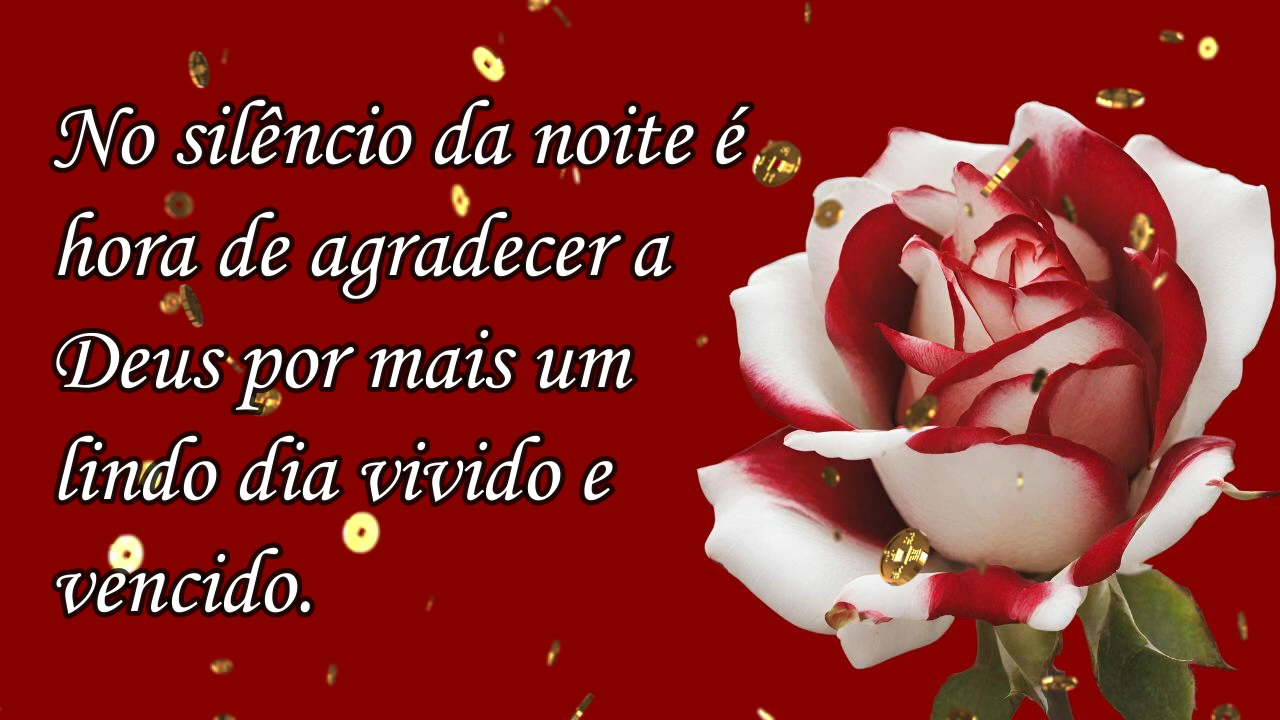 No silêncio da noite é
hora de agradecer a
Deus por mais um
lindo dia vivido e
vencido.